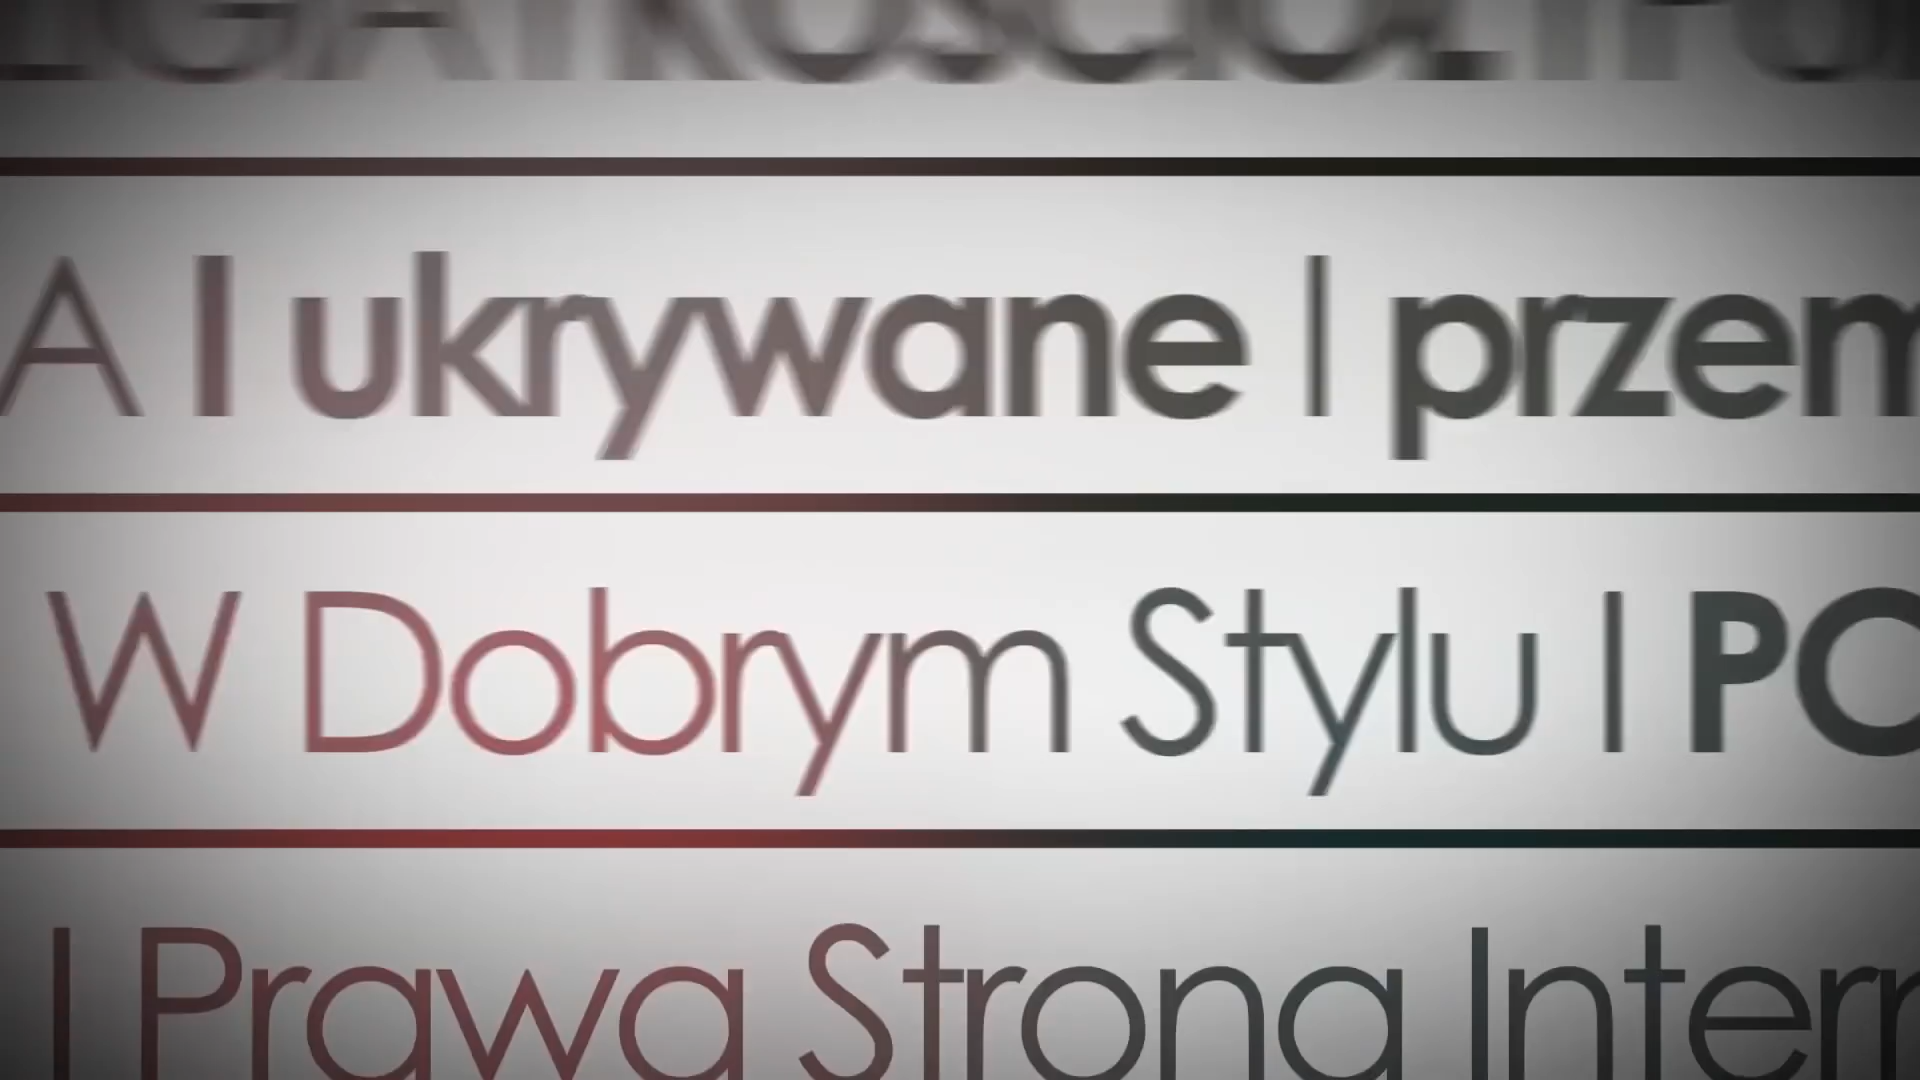 A | ukrywane | przem
W Dobrym Stylu | PO
| Prawa Strona Intern